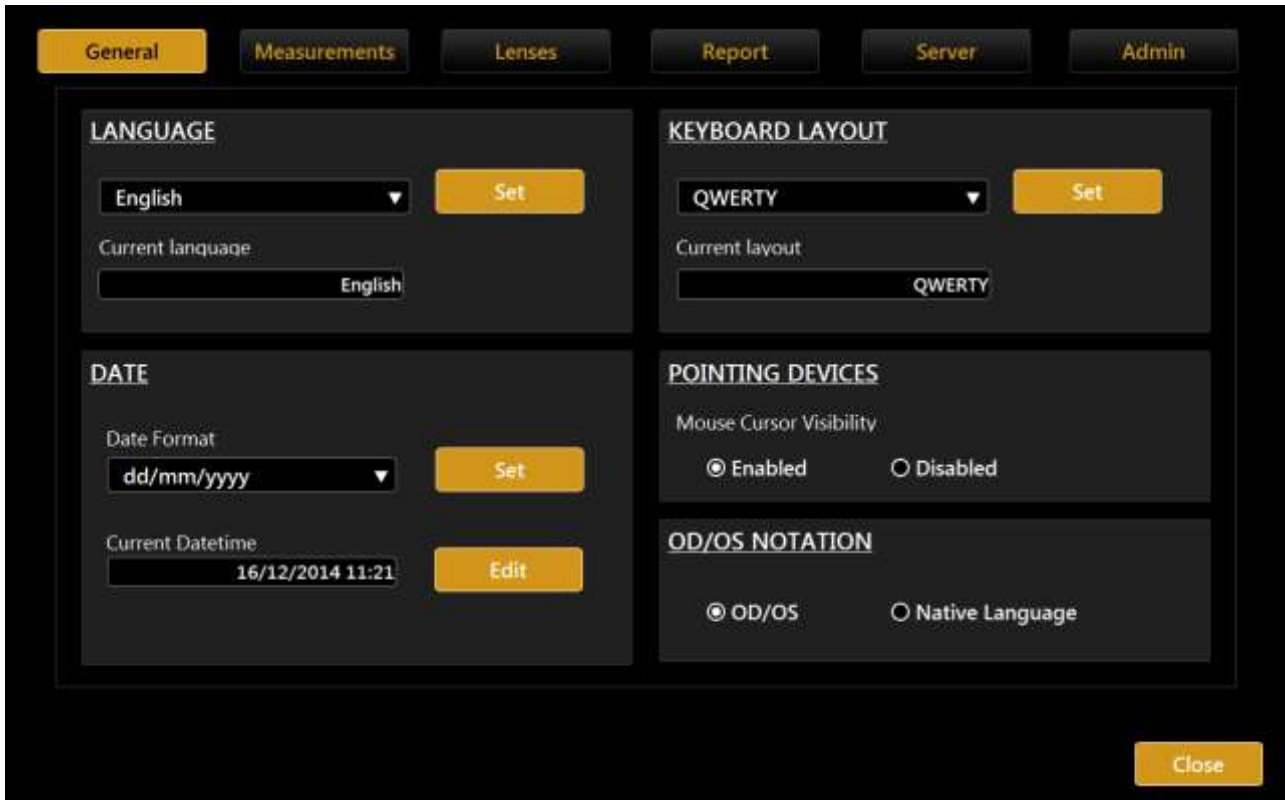 General Measurements Lenses Report Server Admin
LANGUAGE
English Set
Current language
English
KEYBOARD LAYOUT
QWERTY Set
Current layout
QWERTY
DATE
Date Format
dd/mm/yyyy Set
Current Datetime
16/12/2014 11:21 Edit
POINTING DEVICES
Mouse Cursor Visibility
Enabled Disabled
OD/OS NOTATION
OD/OS Native Language
Close